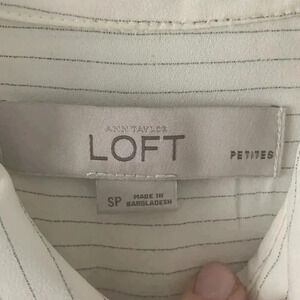 ANN TAYLOR
LOFT
PETITES
SP
MADE IN
BANGLADESH